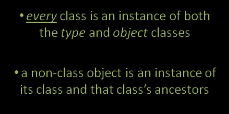 • every class is an instance of both
the type and object classes
• a non-class object is an instance of
its class and that class's ancestors